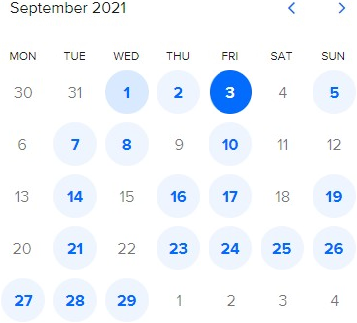 September 2021
MON TUE WED THU FRI SAT SUN
30 31 1 2 3 4 5
6 7 8 9 10 11 12
13 14 15 16 17 18 19
20 21 22 23 24 25 26
27 28 29 1 2 3 4